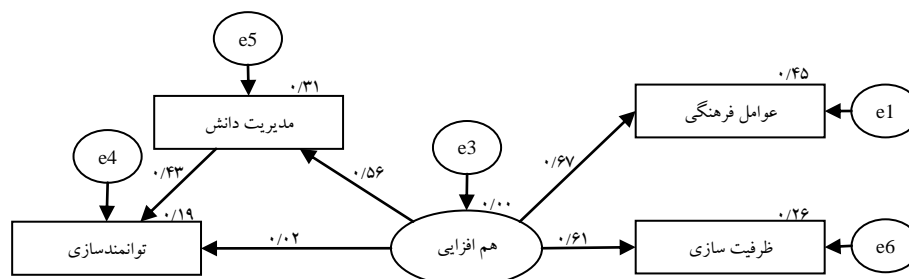 e5
۰/۳۱
۰/۴۵
مدیریت دانش
عوامل فرهنگی
e1
e4
e3
۰/۴۳
۰/۵۶
۰/۶۷
۰/۱۹
۰/۰۰
۰/۲۶
توانمندسازی
۰/۰۲
هم افزایی
۰/۶۱
ظرفیت سازی
e6